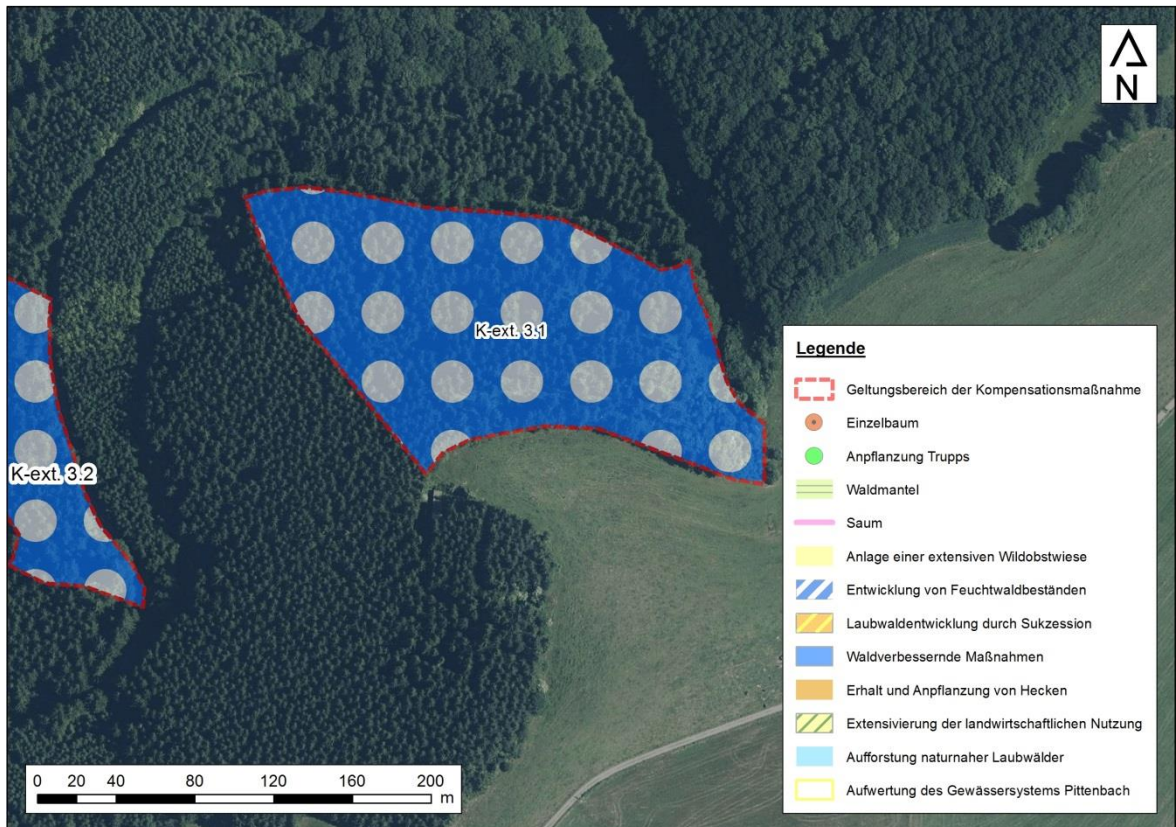 N
K-ext. 3.1
K-ext. 3.2
Legende
Geltungsbereich der Kompensationsmaßnahme
Einzelbaum
Anpflanzung Trupps
Waldmantel
Saum
Anlage einer extensiven Wildobstwiese
Entwicklung von Feuchtwaldbeständen
Laubwaldentwicklung durch Sukzession
Waldverbessernde Maßnahmen
Erhalt und Anpflanzung von Hecken
Extensivierung der landwirtschaftlichen Nutzung
Aufforstung naturnaher Laubwälder
Aufwertung des Gewässersystems Pittenbach
0 20 40 80 120 160 200
m